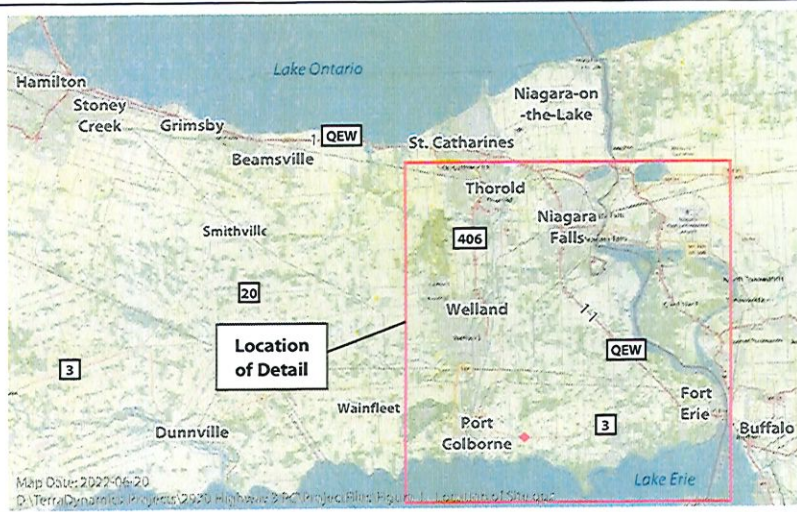 Lake Ontario
Hamilton
Stoney
Creek
Grimsby
Niagara-on
-the-Lake
QEW
Beamsville
St. Catharines
Thorold
Smithville
406
Niagara
Falls
20
Welland
Location
of Detail
QEW
3
Wainfleet
Fort
Erie
Port
Colborne
3
Dunnville
Buffalo
Lake Erie
Map Date: 2022-06-20